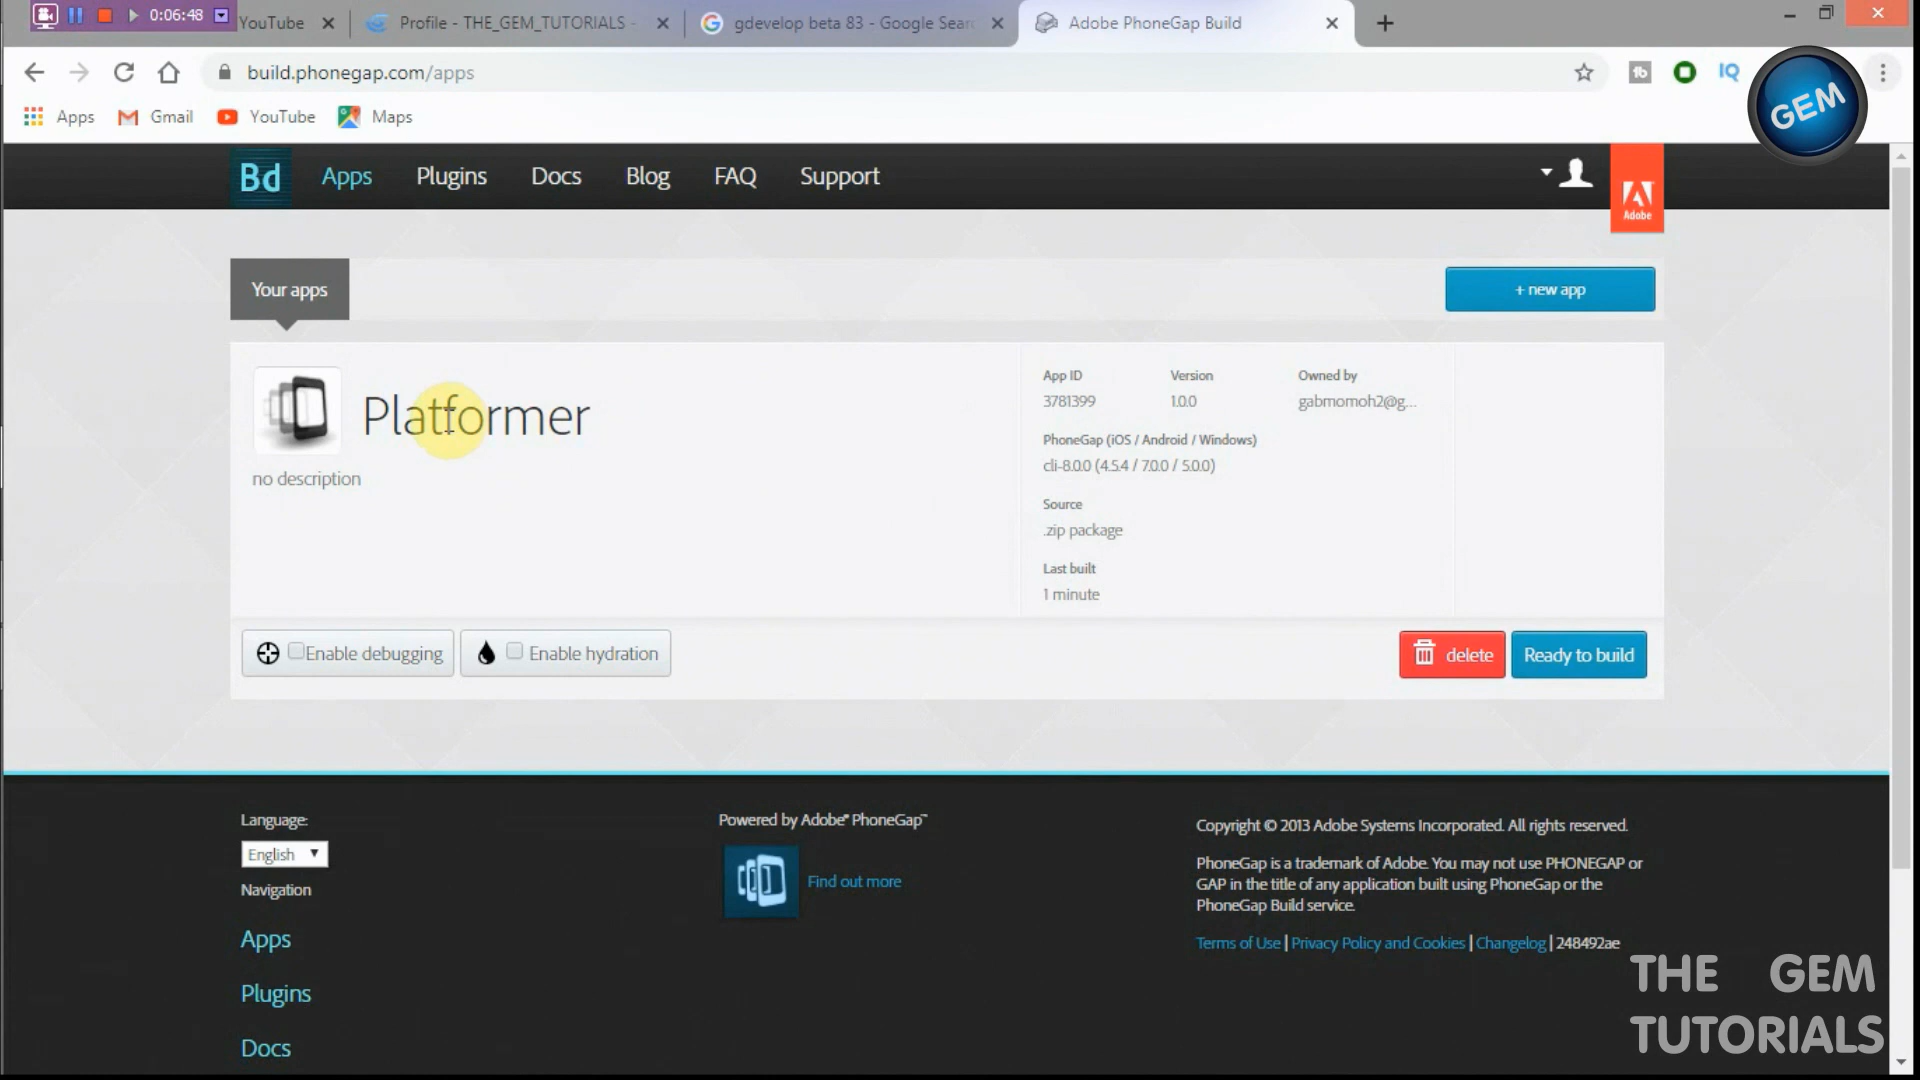 0:06:48
YouTube
Profile - THE_GEM_TUTORIALS -
gdevelop beta 83 - Google Sear
Adobe PhoneGap Build
build.phonegap.com/apps
tb
IQ
GEM
Apps
Gmail
YouTube
Maps
Bd
Apps
Plugins
Docs
Blog
FAQ
Support
Adobe
Your apps
+ new app
Platformer
no description
App ID
3781399
Version
1.0.0
Owned by
gabmomoh2@g...
PhoneGap (iOS / Android / Windows)
cli-8.0.0 (4.5.4 / 7.0.0 / 5.0.0)
Source
.zip package
Last built
1 minute
Enable debugging
Enable hydration
delete
Ready to build
Language:
English
Navigation
Apps
Plugins
Docs
Powered by Adobe® PhoneGap™
Find out more
Copyright © 2013 Adobe Systems Incorporated. All rights reserved.
PhoneGap is a trademark of Adobe. You may not use PHONEGAP or
GAP in the title of any application built using PhoneGap or the
PhoneGap Build service.
Terms of Use | Privacy Policy and Cookies | Changelog | 248492ae
THE GEM
TUTORIALS